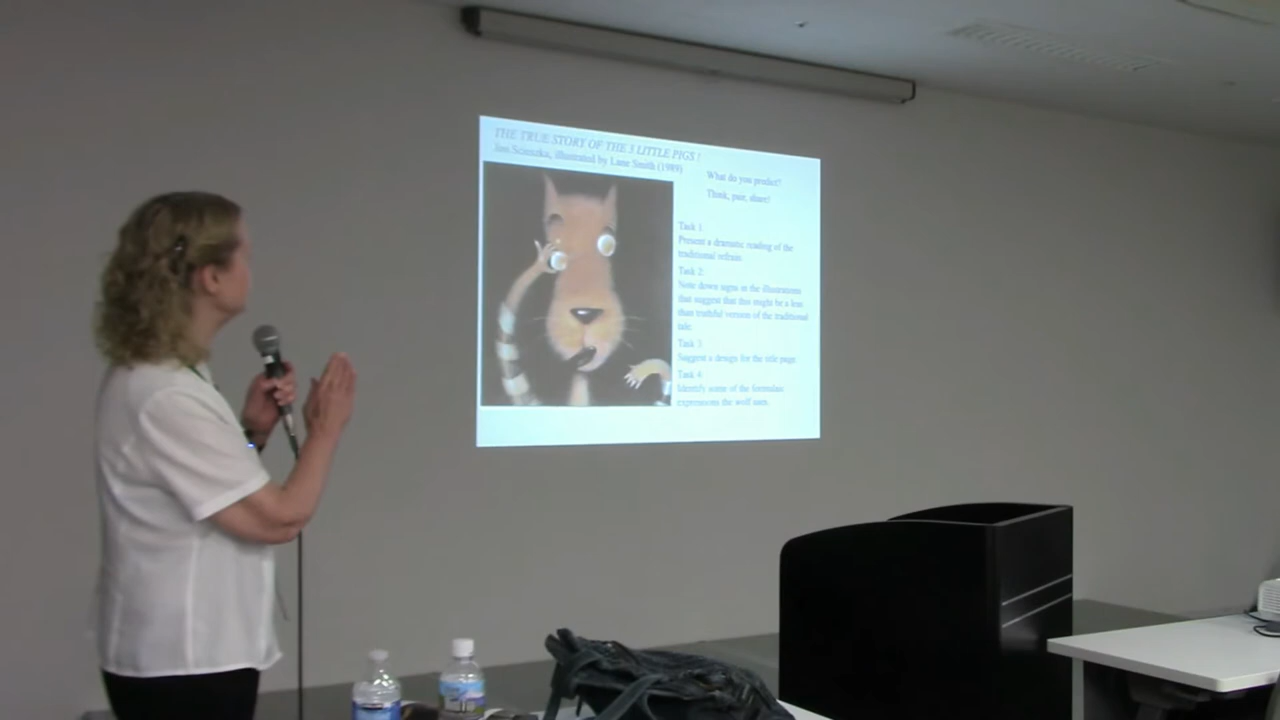 THE TRUE STORY OF THE 3 LITTLE PIGS !
Jon Scieszka, illustrated by Lane Smith (1989)
What do you predict?
Think, pair, share!
Task 1:
Present a dramatic reading of the
traditional refrain.
Task 2:
Note down signs in the illustrations
that suggest that this might be a less
than truthful version of the traditional
tale.
Task 3:
Suggest a design for the title page.
Task 4:
Identify some of the formulaic
expressions the wolf uses.